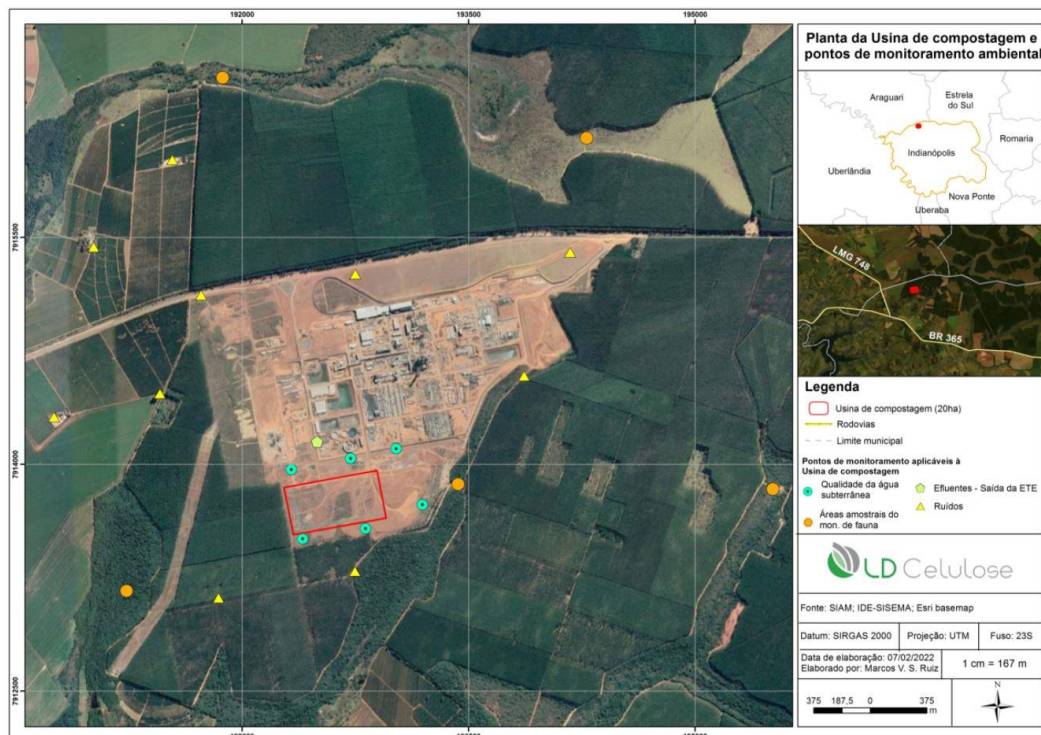 192000 193500 195000
7915500
7914000
7912500
192000 193500 195000
Planta da Usina de compostagem e
pontos de monitoramento ambiental
Araguari
Estrela
do Sul
Romaria
Indianópolis
Uberlândia
Nova Ponte
Uberaba
LMG 748
BR 365
Legenda
Usina de compostagem (20ha)
Rodovias
Limite municipal
Pontos de monitoramento aplicáveis à
Usina de compostagem
Qualidade da água
subterrânea
Áreas amostrais do
mon. de fauna
Efluentes - Saída da ETE
Ruídos
LD Celulose
Fonte: SIAM; IDE-SISEMA; Esri basemap
Datum: SIRGAS 2000 Projeção: UTM Fuso: 23S
Data de elaboração: 07/02/2022
Elaborado por: Marcos V. S. Ruiz
1 cm = 167 m
375 187,5 0 375
m
N